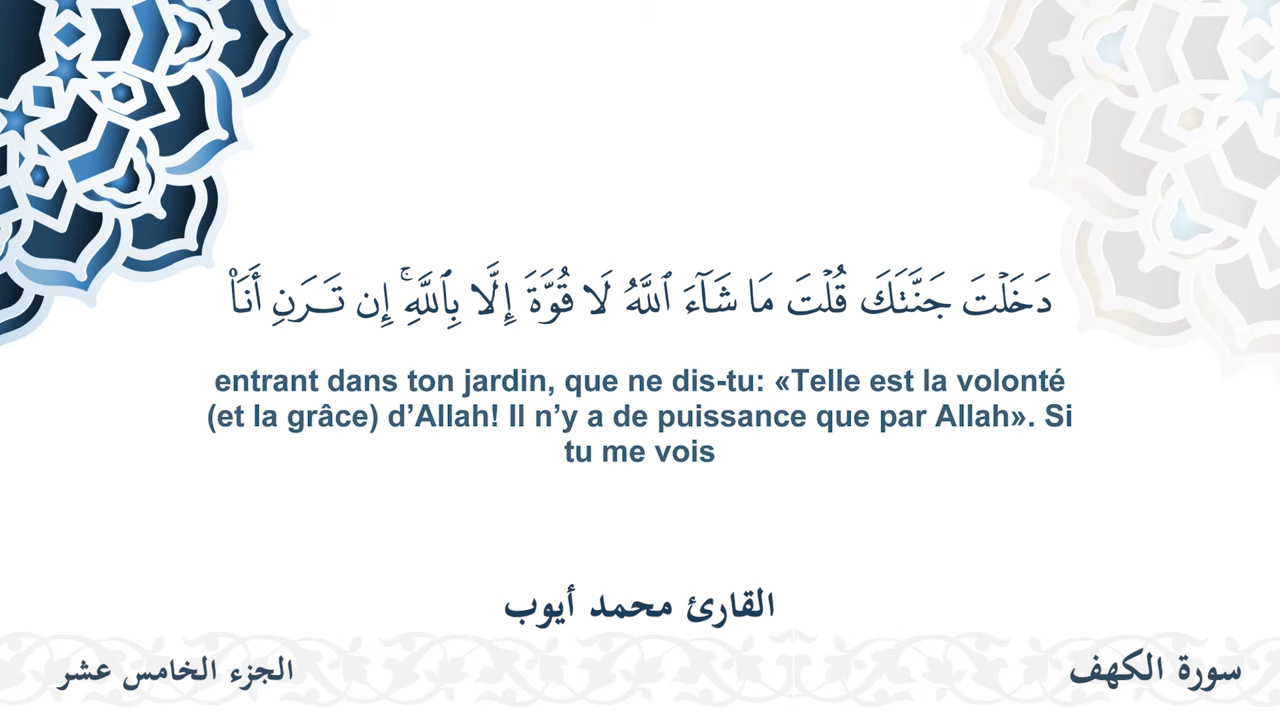 دَخَلۡتَ جَنَّتَكَ قُلۡتَ مَا شَآءَ ٱللَّهُ لَا قُوَّةَ إِلَّا بِٱللَّهِۚ إِن تَرَنِ أَنَا۠
entrant dans ton jardin, que ne dis-tu: «Telle est la volonté
(et la grâce) d’Allah! Il n’y a de puissance que par Allah». Si
tu me vois
القارئ محمد أيوب
سورة الكهف
الجزء الخامس عشر